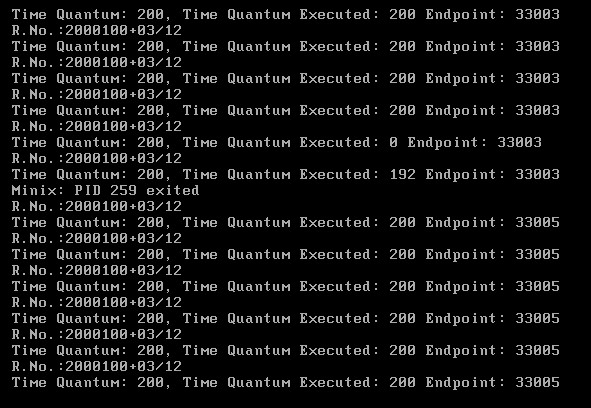 Time Quantum: 200, Time Quantum Executed: 200 Endpoint: 33003
R.No.:2000100+03/12
Time Quantum: 200, Time Quantum Executed: 200 Endpoint: 33003
R.No.:2000100+03/12
Time Quantum: 200, Time Quantum Executed: 200 Endpoint: 33003
R.No.:2000100+03/12
Time Quantum: 200, Time Quantum Executed: 200 Endpoint: 33003
R.No.:2000100+03/12
Time Quantum: 200, Time Quantum Executed: 0 Endpoint: 33003
R.No.:2000100+03/12
Time Quantum: 200, Time Quantum Executed: 192 Endpoint: 33003
Minix: PID 259 exited
R.No.:2000100+03/12
Time Quantum: 200, Time Quantum Executed: 200 Endpoint: 33005
R.No.:2000100+03/12
Time Quantum: 200, Time Quantum Executed: 200 Endpoint: 33005
R.No.:2000100+03/12
Time Quantum: 200, Time Quantum Executed: 200 Endpoint: 33005
R.No.:2000100+03/12
Time Quantum: 200, Time Quantum Executed: 200 Endpoint: 33005
R.No.:2000100+03/12
Time Quantum: 200, Time Quantum Executed: 200 Endpoint: 33005
R.No.:2000100+03/12
Time Quantum: 200, Time Quantum Executed: 200 Endpoint: 33005